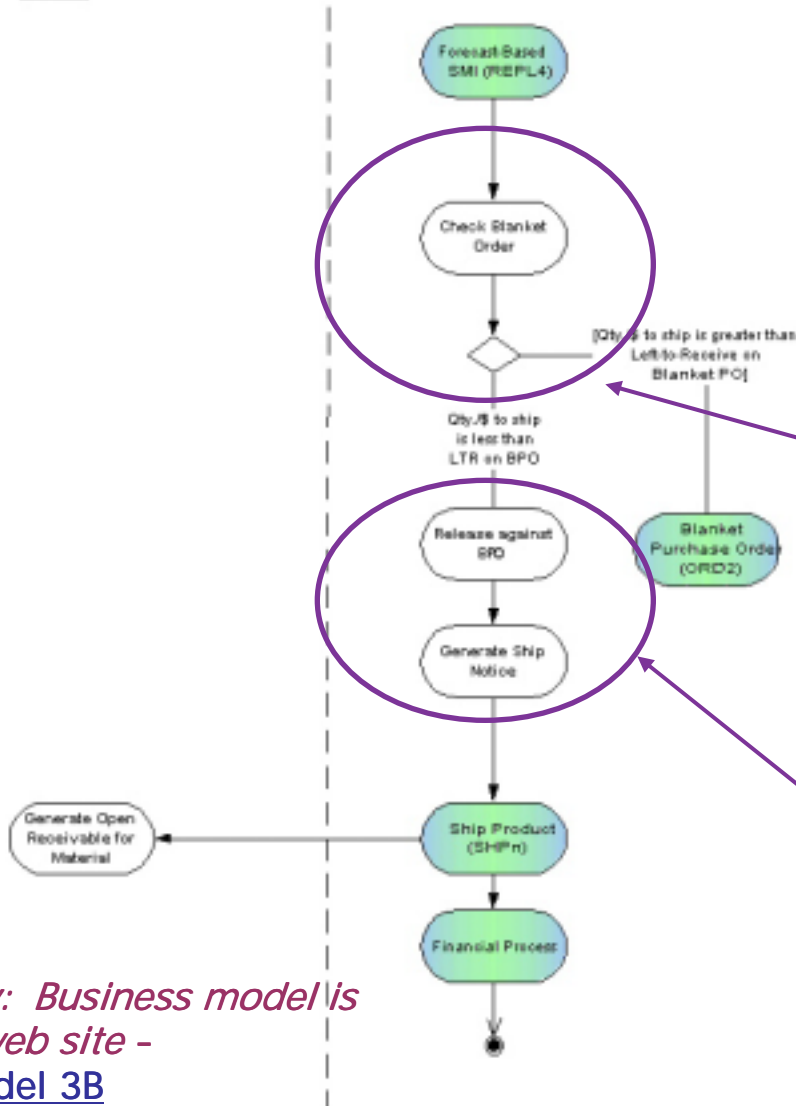 Forecast-Based
SMI (REPL4)
Check Blanket
Order
[Qty./$ to ship is greater than
Left-to-Receive on
Blanket PO]
Qty./$ to ship
is less than
LTR on BPO
Release against
BPO
Blanket
Purchase Order
(ORD2)
Generate Ship
Notice
Generate Open
Receivable for
Material
Ship Product
(SHPn)
Financial Process
: Business model is
web site -
del 3B